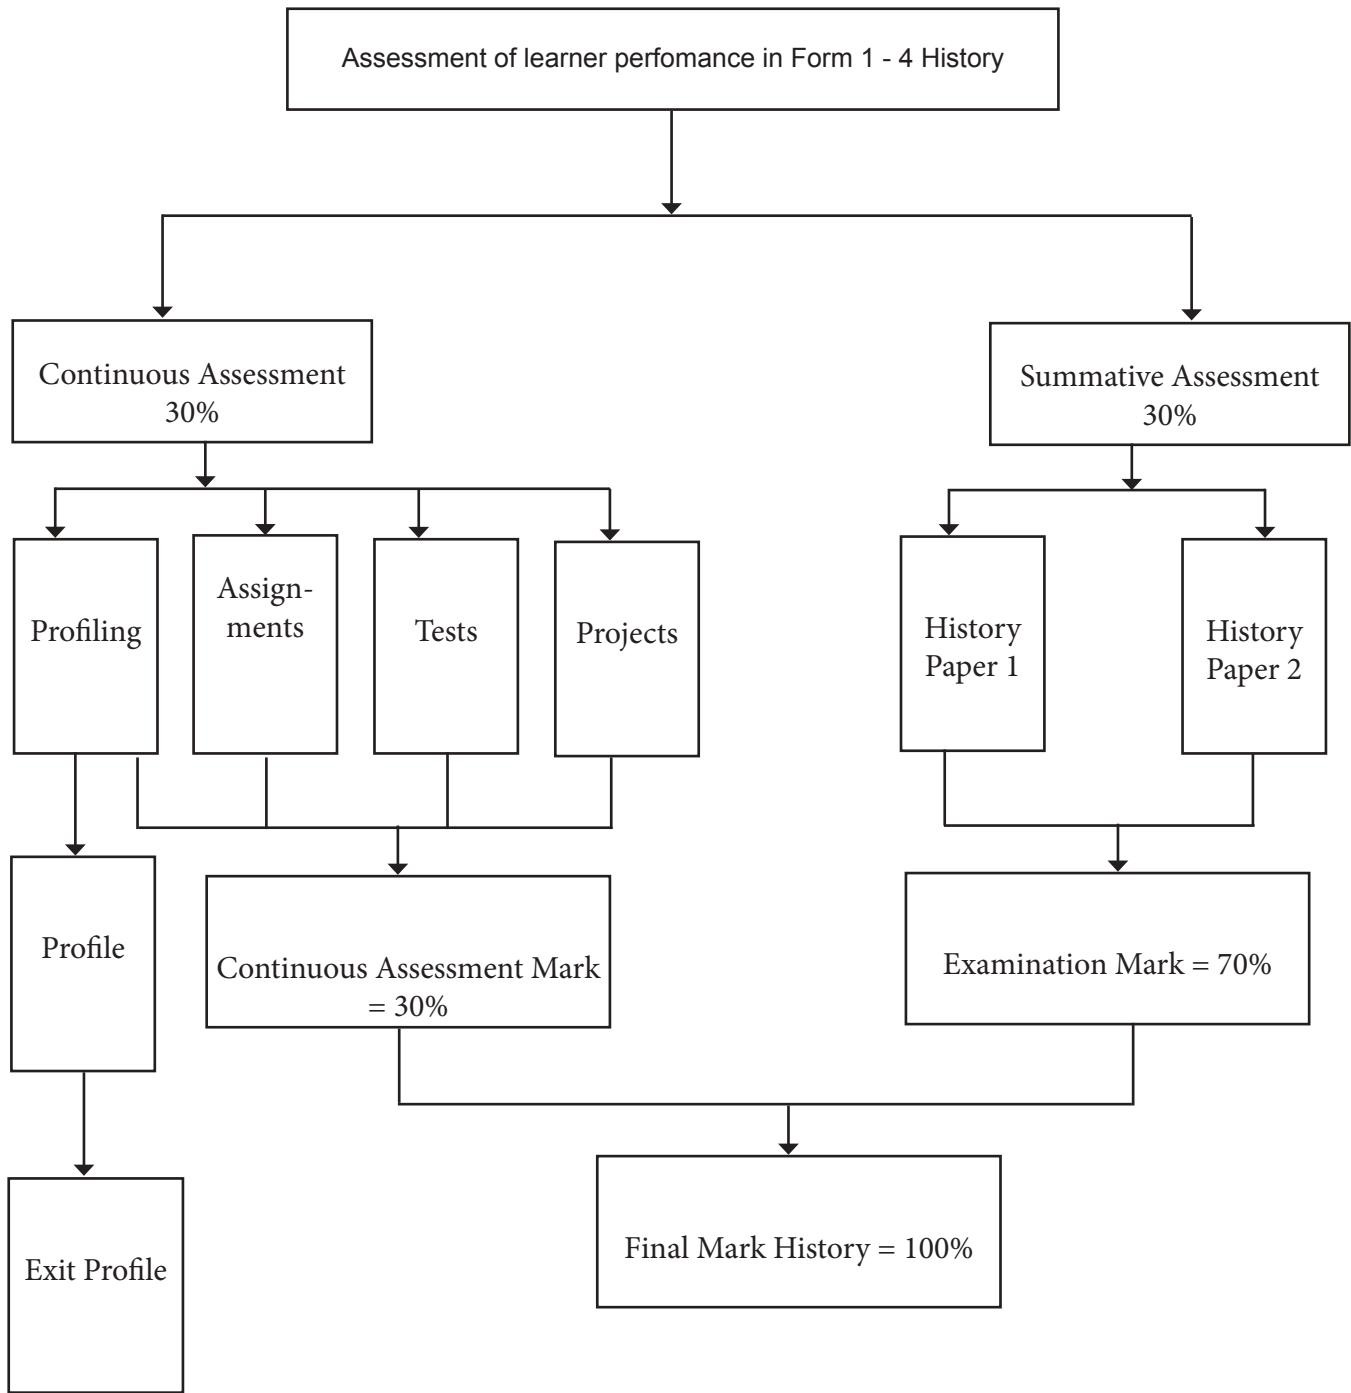 Assessment of learner perfomance in Form 1 - 4 History
Continuous Assessment
30%
Summative Assessment
30%
Profiling
Assign-
ments
Tests
Projects
History
Paper 1
History
Paper 2
Profile
Continuous Assessment Mark
= 30%
Examination Mark = 70%
Exit Profile
Final Mark History = 100%